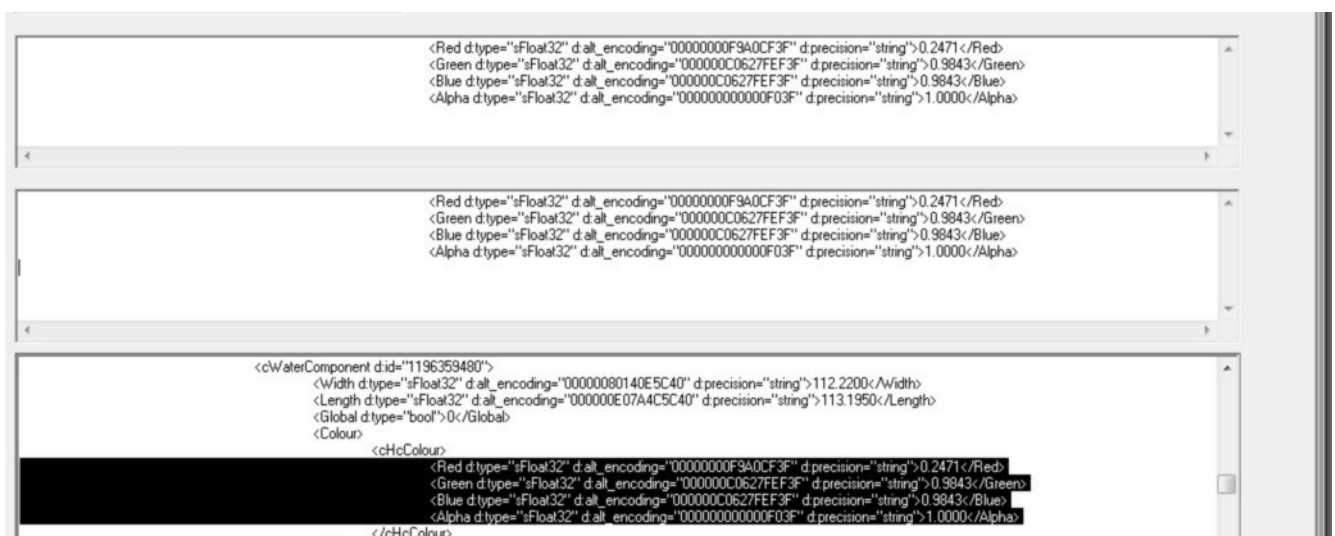 <Red d:type="sFloat32" d:alt_encoding="00000000F9A0CF3F" d:precision="string">0.2471</Red>
<Green d:type="sFloat32" d:alt_encoding="000000C0627FEF3F" d:precision="string">0.9843</Green>
<Blue d:type="sFloat32" d:alt_encoding="000000C0627FEF3F" d:precision="string">0.9843</Blue>
<Alpha d:type="sFloat32" d:alt_encoding="000000000000F03F" d:precision="string">1.0000</Alpha>
<Red d:type="sFloat32" d:alt_encoding="00000000F9A0CF3F" d:precision="string">0.2471</Red>
<Green d:type="sFloat32" d:alt_encoding="000000C0627FEF3F" d:precision="string">0.9843</Green>
<Blue d:type="sFloat32" d:alt_encoding="000000C0627FEF3F" d:precision="string">0.9843</Blue>
<Alpha d:type="sFloat32" d:alt_encoding="000000000000F03F" d:precision="string">1.0000</Alpha>
<cWaterComponent d:id="1196359480">
<Width d:type="sFloat32" d:alt_encoding="00000080140E5C40" d:precision="string">112.2200</Width>
<Length d:type="sFloat32" d:alt_encoding="000000E07A4C5C40" d:precision="string">113.1950</Length>
<Global d:type="bool">0</Global>
<Colour>
<cHcColour>
<Red d:type="sFloat32" d:alt_encoding="00000000F9A0CF3F" d:precision="string">0.2471</Red>
<Green d:type="sFloat32" d:alt_encoding="000000C0627FEF3F" d:precision="string">0.9843</Green>
<Blue d:type="sFloat32" d:alt_encoding="000000C0627FEF3F" d:precision="string">0.9843</Blue>
<Alpha d:type="sFloat32" d:alt_encoding="000000000000F03F" d:precision="string">1.0000</Alpha>
</cHcColour>